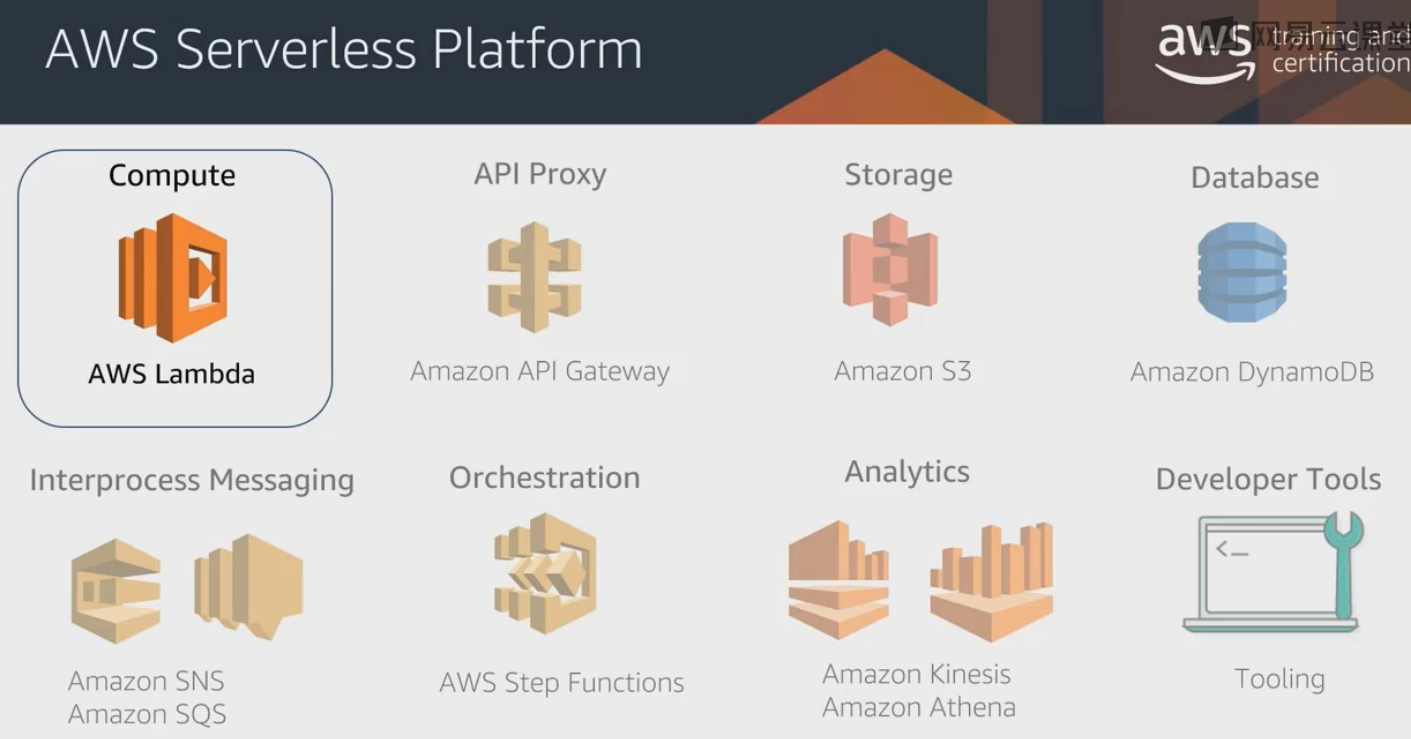 AWS Serverless Platform
aws training and certification
网易云课堂
Compute
API Proxy
Storage
Database
AWS Lambda
Amazon API Gateway
Amazon S3
Amazon DynamoDB
Interprocess Messaging
Orchestration
Analytics
Developer Tools
<_
Amazon SNS
Amazon SQS
AWS Step Functions
Amazon Kinesis
Amazon Athena
Tooling